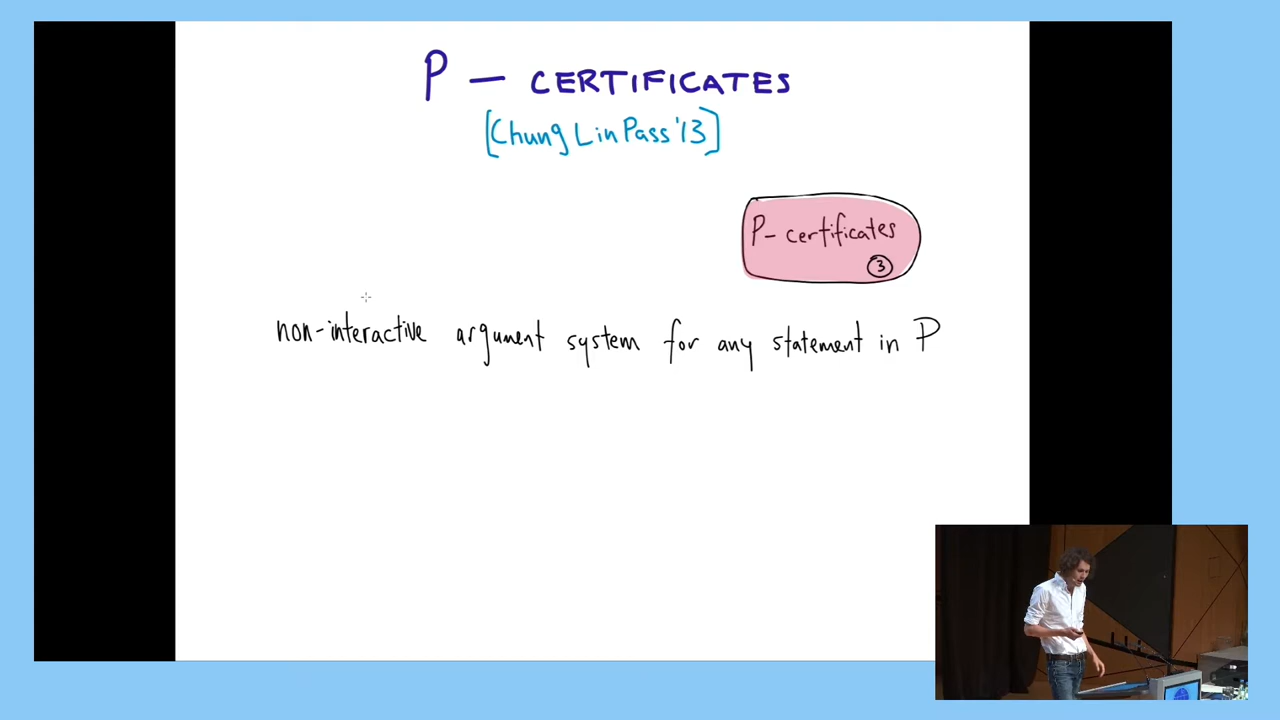 P – CERTIFICATES
[Chung Lin Pass '13]
P- certificates
3
non-interactive argument system for any statement in P